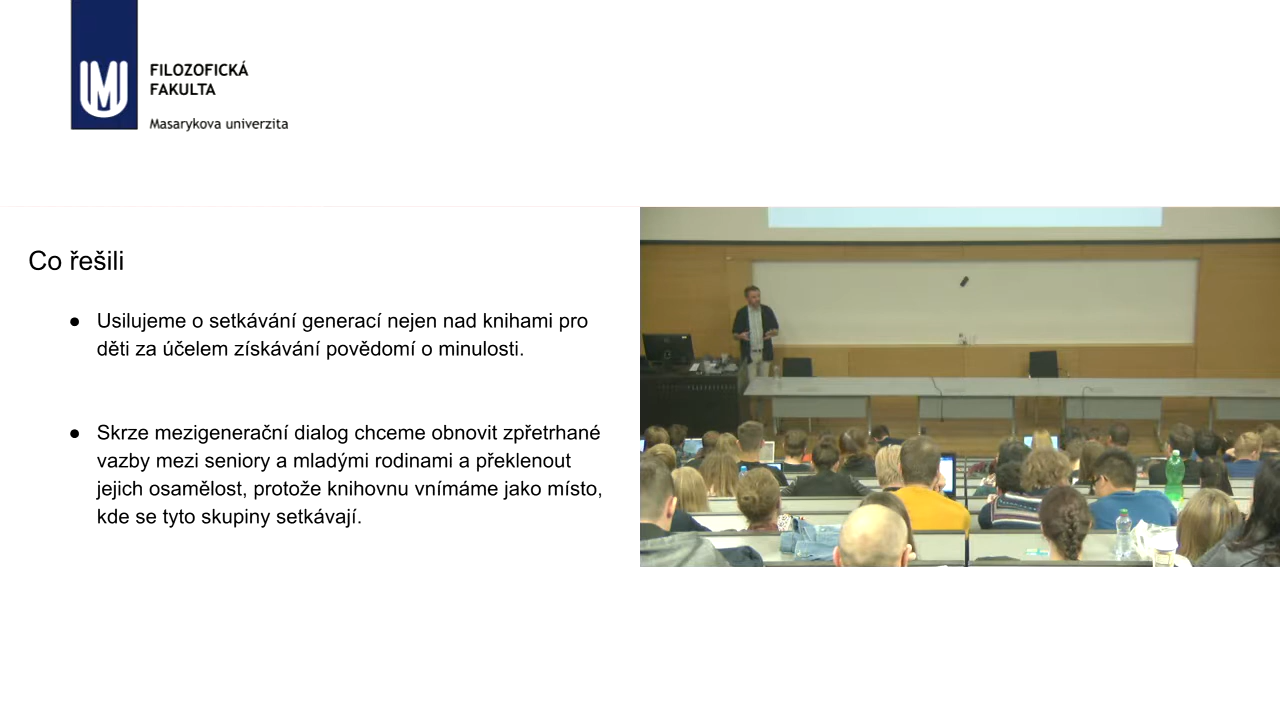 FILOZOFICKÁ
FAKULTA
Masarykova univerzita
Co řešili
● Usilujeme o setkávání generací nejen nad knihami pro
děti za účelem získávání povědomí o minulosti.
● Skrze mezigenerační dialog chceme obnovit zpřetrhané
vazby mezi seniory a mladými rodinami a překlenout
jejich osamělost, protože knihovnu vnímáme jako místo,
kde se tyto skupiny setkávají.